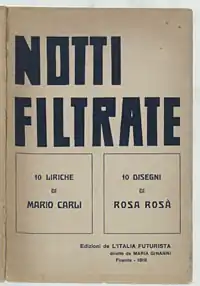 NOTTI
FILTRATE
10 LIRICHE
DI
MARIO CARLI
10 DISEGNI
DI
ROSA ROSÀ
Edizioni de L'ITALIA FUTURISTA
dirette da MARIA GINANNI
Firenze - 1918